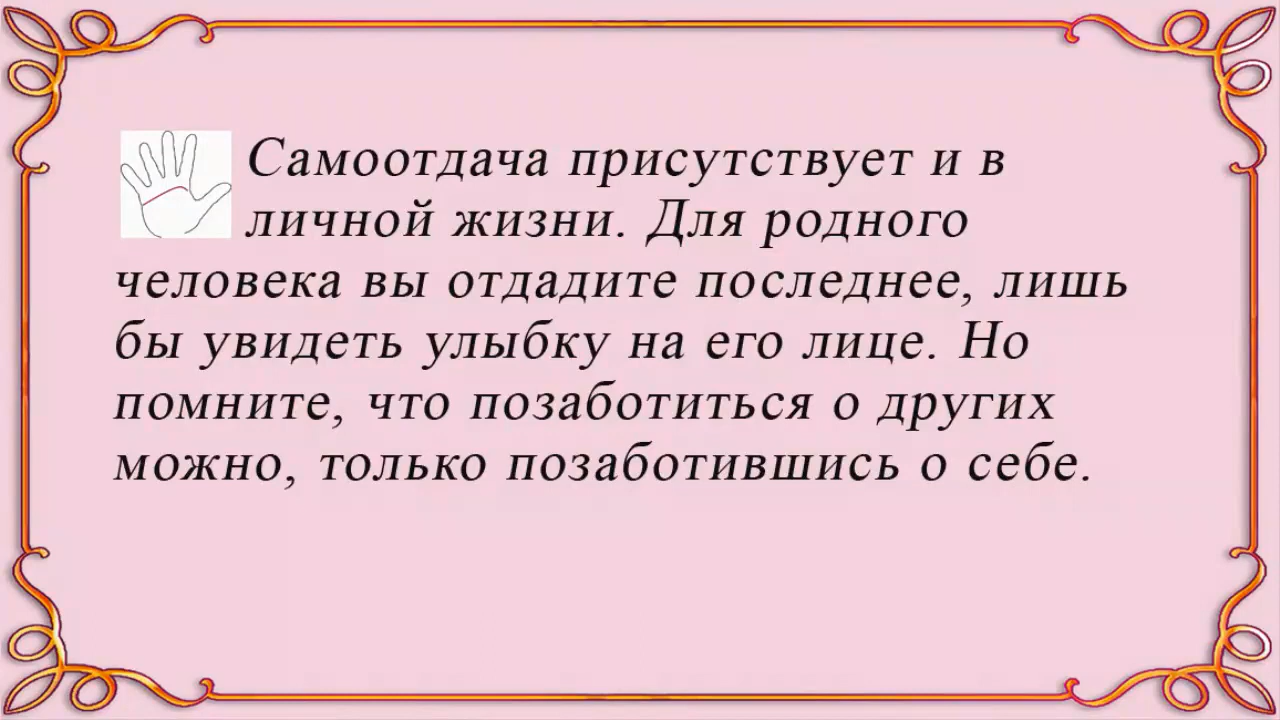 Самоотдача присутствует и в
личной жизни. Для родного
человека вы отдадите последнее, лишь
бы увидеть улыбку на его лице. Но
помните, что позаботиться о других
можно, только позаботившись о себе.